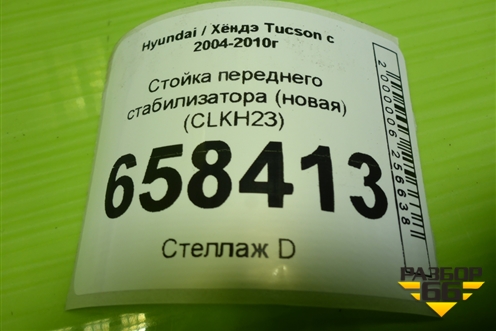 Hyundai / Хёндэ Tucson с
2004-2010г
Стойка переднего
стабилизатора (новая)
(CLKH23)
658413
Стеллаж D
2000006256638
РАЗБОР
66